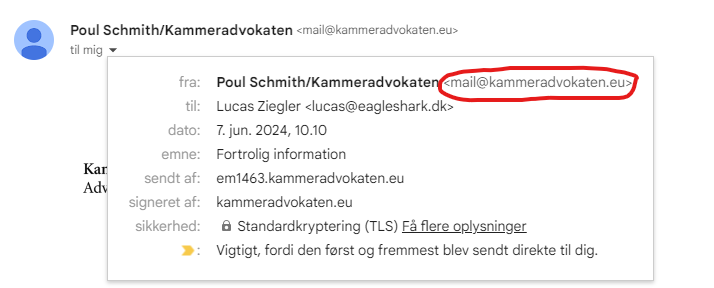 Poul Schmith/Kammeradvokaten <mail@kammeradvokaten.eu>
til mig
fra: Poul Schmith/Kammeradvokaten <mail@kammeradvokaten.eu>
til: Lucas Ziegler <lucas@eagleshark.dk>
dato: 7. jun. 2024, 10.10
emne: Fortrolig information
sendt af: em1463.kammeradvokaten.eu
signeret af: kammeradvokaten.eu
sikkerhed: Standardkryptering (TLS) Få flere oplysninger
: Vigtigt, fordi den først og fremmest blev sendt direkte til dig.